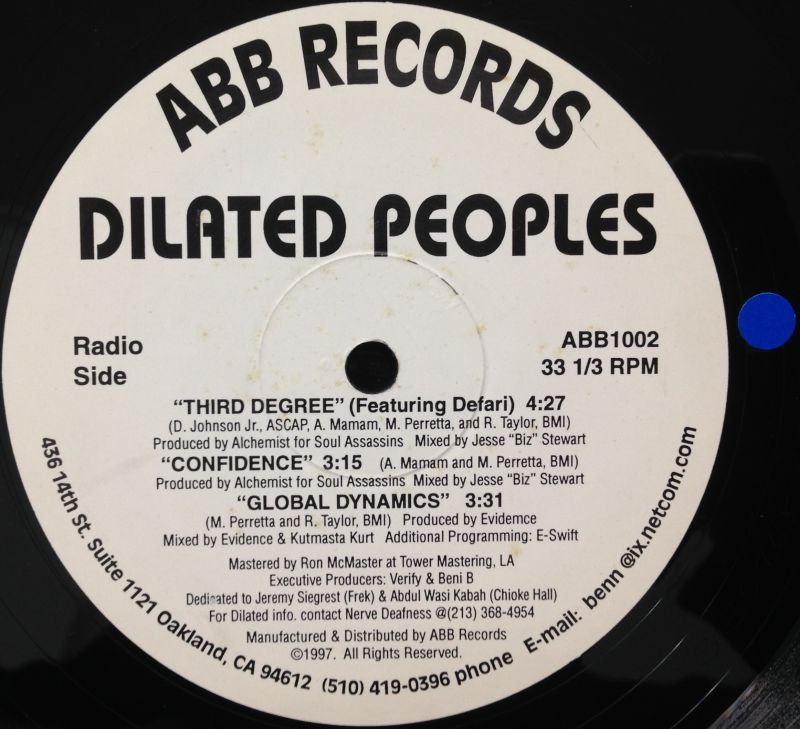 ABB RECORDS
DILATED PEOPLES
Radio
Side
ABB1002
33 1/3 RPM
"THIRD DEGREE" (Featuring Defari) 4:27
(D. Johnson Jr., ASCAP, A. Mamam, M. Perretta, and R. Taylor, BMI)
Produced by Alchemist for Soul Assassins Mixed by Jesse "Biz" Stewart
"CONFIDENCE" 3:15 (A. Mamam and M. Perretta, BMI)
Produced by Alchemist for Soul Assassins Mixed by Jesse "Biz" Stewart
"GLOBAL DYNAMICS" 3:31
(M. Perretta and R. Taylor, BMI) Produced by Evidemce
Mixed by Evidence & Kutmasta Kurt Additional Programming: E-Swift
Mastered by Ron McMaster at Tower Mastering, LA
Executive Producers: Verify & Beni B
Dedicated to Jeremy Siegrest (Frek) & Abdul Wasi Kabah (Chioke Hall)
For Dilated info. contact Nerve Deafness @(213) 368-4954
Manufactured & Distributed by ABB Records
©1997. All Rights Reserved.
436 14th St. Suite 1121 Oakland, CA 94612 (510) 419-0396 phone E-mail: benn @ix.netcom.com